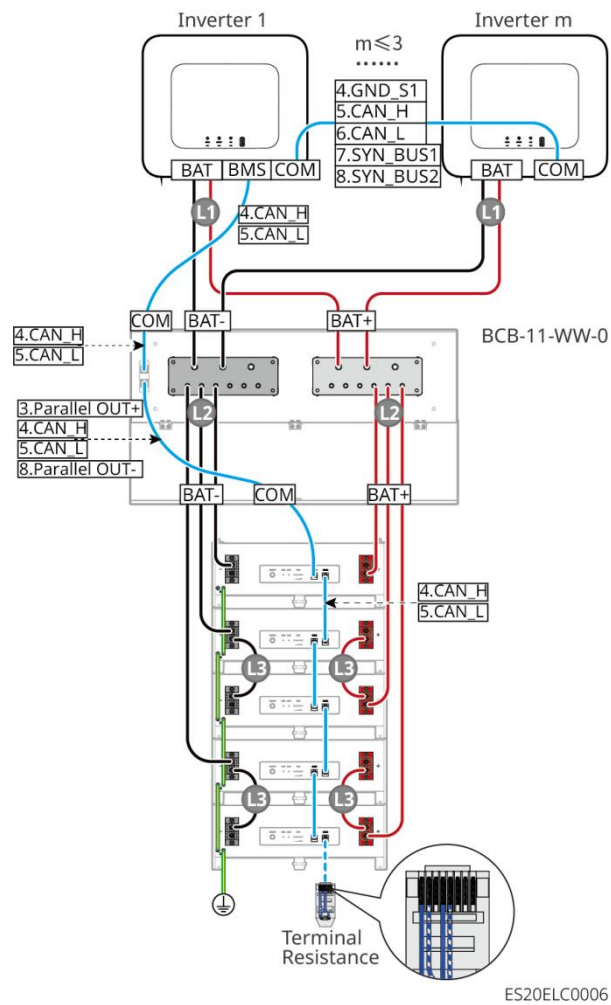 Inverter 1
Inverter m
m≤3
......
4.GND_S1
5.CAN_H
6.CAN_L
7.SYN_BUS1
8.SYN_BUS2
BAT
BMS
COM
BAT
COM
L1
L1
4.CAN_H
5.CAN_L
COM
BAT-
BAT+
BCB-11-WW-0
4.CAN_H
5.CAN_L
3.Parallel OUT+
4.CAN_H
5.CAN_L
8.Parallel OUT-
L2
L2
BAT-
COM
BAT+
4.CAN_H
5.CAN_L
L3
L3
L3
L3
Terminal
Resistance
ES20ELC0006